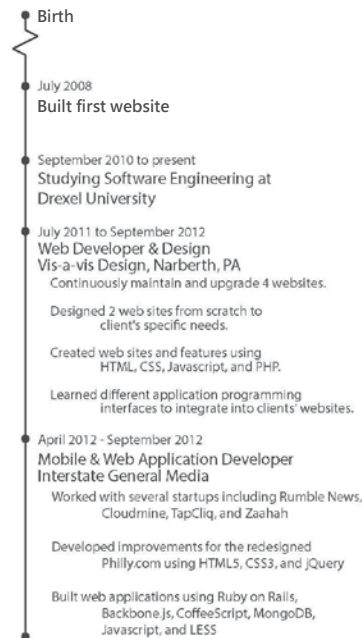 Birth
July 2008
Built first website
September 2010 to present
Studying Software Engineering at
Drexel University
July 2011 to September 2012
Web Developer & Design
Vis-a-vis Design, Narberth, PA
Continuously maintain and upgrade 4 websites.
Designed 2 web sites from scratch to
client's specific needs.
Created web sites and features using
HTML, CSS, Javascript, and PHP.
Learned different application programming
interfaces to integrate into clients' websites.
April 2012 - September 2012
Mobile & Web Application Developer
Interstate General Media
Worked with several startups including Rumble News,
Cloudmine, TapCliq, and Zaahah
Developed improvements for the redesigned
Philly.com using HTML5, CSS3, and jQuery
Built web applications using Ruby on Rails,
Backbone.js, CoffeeScript, MongoDB,
Javascript, and LESS